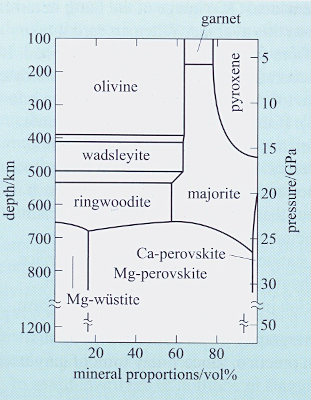 garnet
100
200
300
400
500
600
700
800
1200
depth/km
olivine
pyroxene
wadsleyite
ringwoodite
majorite
Ca-perovskite
Mg-perovskite
Mg-wüstite
5
10
15
20
25
30
50
pressure/GPa
20
40
60
80
mineral proportions/vol%